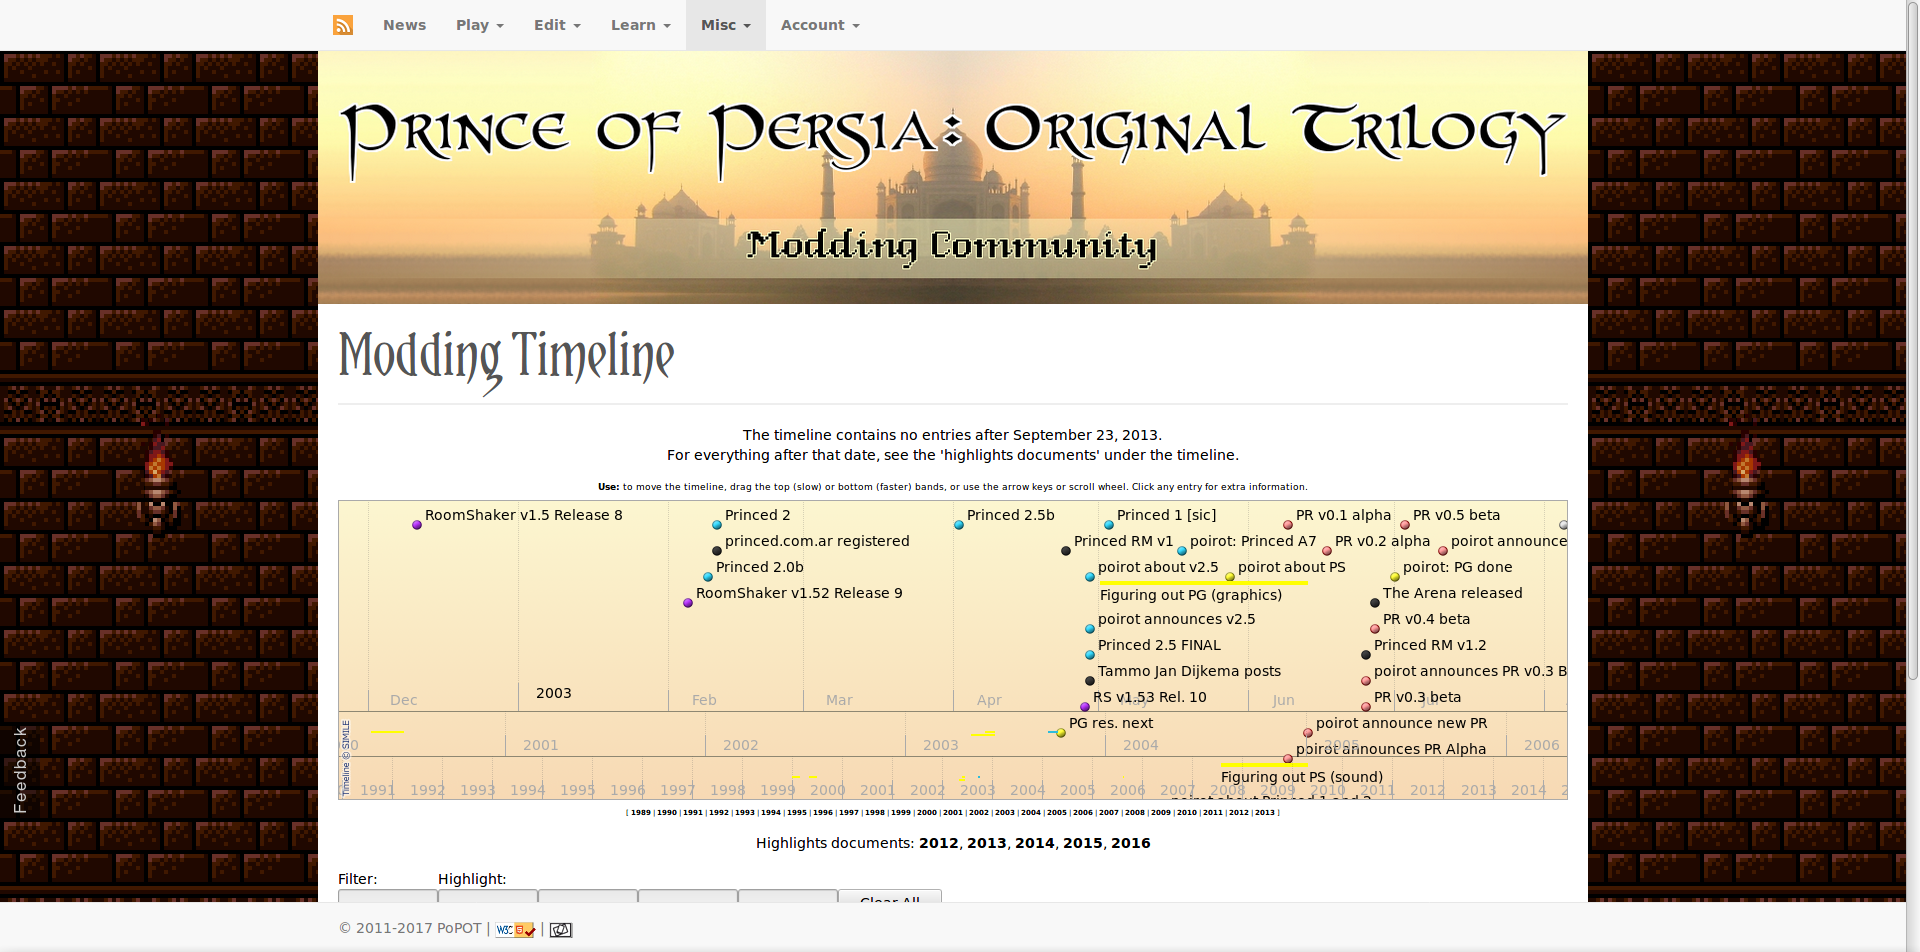 News Play Edit Learn Misc Account
Prince of Persia: Original Trilogy
Modding Community
Modding Timeline
The timeline contains no entries after September 23, 2013.
For everything after that date, see the 'highlights documents' under the timeline.
Use: to move the timeline, drag the top (slow) or bottom (faster) bands, or use the arrow keys or scroll wheel. Click any entry for extra information.
RoomShaker v1.5 Release 8 Princed 2 Princed 2.5b Princed 1 [sic] PR v0.1 alpha PR v0.5 beta
princed.com.ar registered Princed RM v1 poirot: Princed A7 PR v0.2 alpha poirot announce
Princed 2.0b poirot about v2.5 poirot about PS poirot: PG done
RoomShaker v1.52 Release 9 Figuring out PG (graphics) The Arena released
poirot announces v2.5 PR v0.4 beta
Princed 2.5 FINAL Princed RM v1.2
Tammo Jan Dijkema posts poirot announces PR v0.3 B
Dec 2003 Feb Mar Apr RS v1.53 Rel. 10 May Jun PR v0.3 beta Jul
PG res. next poirot announce new PR
2001 2002 2003 2004 2005 2006
poirot announces PR Alpha
Timeline © SIMILE
Figuring out PS (sound)
1991 1992 1993 1994 1995 1996 1997 1998 1999 2000 2001 2002 2003 2004 2005 2006 2007 2008 2009 2010 2011 2012 2013 2014
poirot about Princed 1 and 2
[ 1989 | 1990 | 1991 | 1992 | 1993 | 1994 | 1995 | 1996 | 1997 | 1998 | 1999 | 2000 | 2001 | 2002 | 2003 | 2004 | 2005 | 2006 | 2007 | 2008 | 2009 | 2010 | 2011 | 2012 | 2013 ]
Highlights documents: 2012, 2013, 2014, 2015, 2016
Filter: Highlight:
Clear All
Feedback
© 2011-2017 PoPOT | W3C |